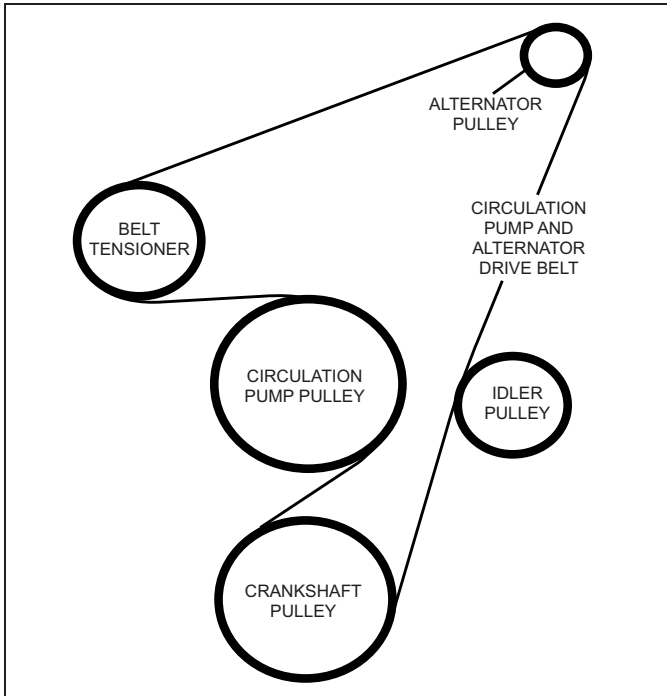 ALTERNATOR
PULLEY
BELT
TENSIONER
CIRCULATION
PUMP AND
ALTERNATOR
DRIVE BELT
CIRCULATION
PUMP PULLEY
IDLER
PULLEY
CRANKSHAFT
PULLEY